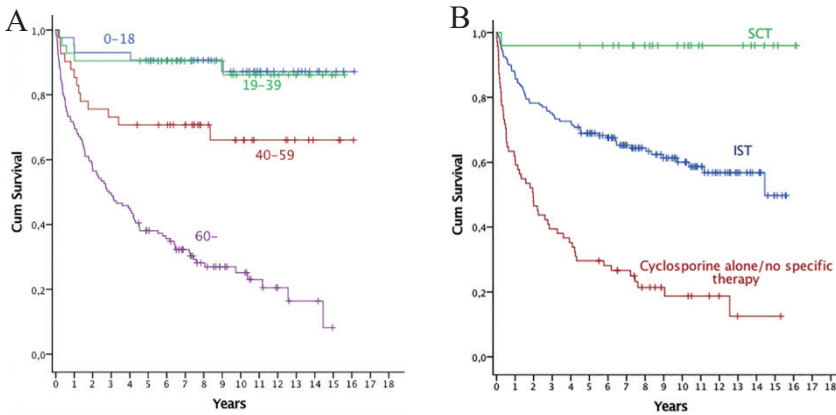 A
Cum Survival
1,0
0,8
0,6
0,4
0,2
0,0
0-18
19-39
40-59
60-
0 1 2 3 4 5 6 7 8 9 10 11 12 13 14 15 16 17 18
Years
B
Cum Survival
1,0
0,8
0,6
0,4
0,2
0,0
SCT
IST
Cyclosporine alone/no specific
therapy
0 1 2 3 4 5 6 7 8 9 10 11 12 13 14 15 16 17 18
Years